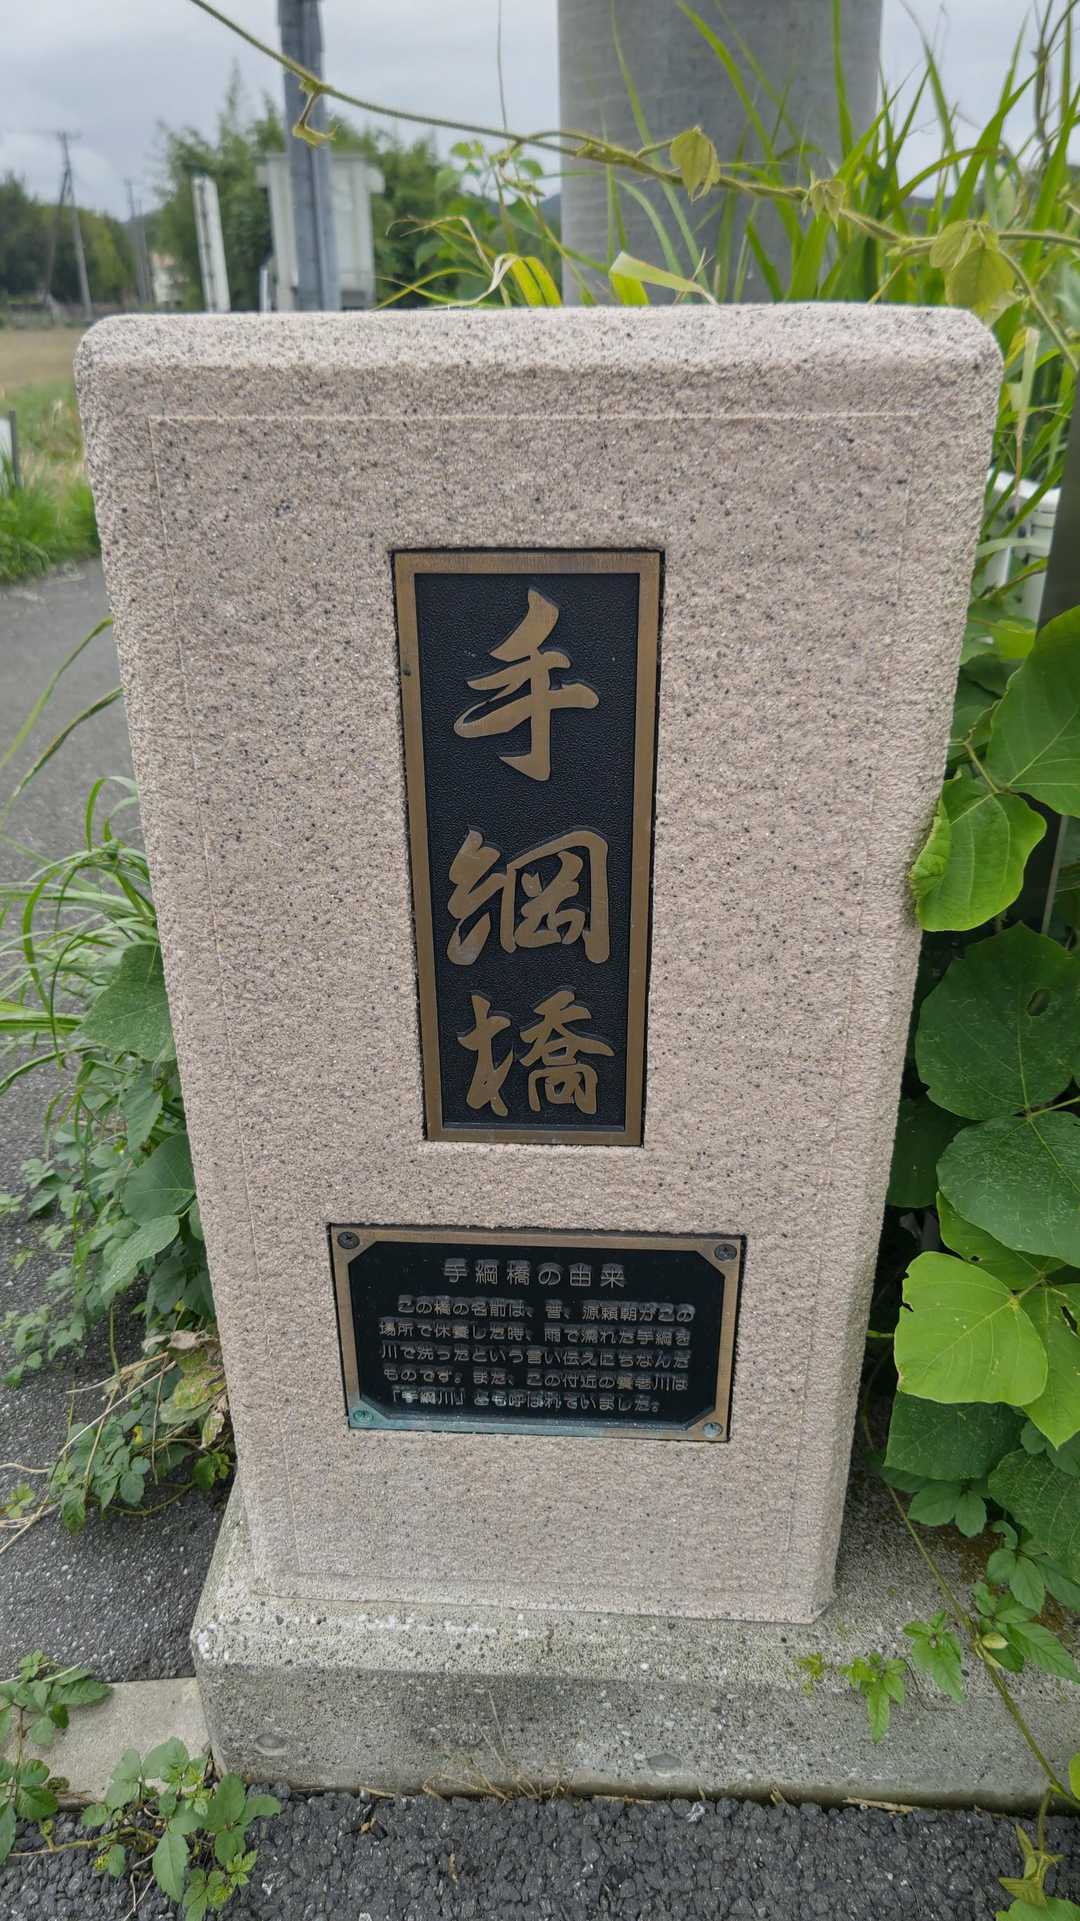 手綱橋
手綱橋の由来
この橋の名前は、昔、源頼朝がこの
場所で休養した時、雨で濡れた手綱を
川で洗ったという言い伝えにちなんだ
ものです。また、この付近の養老川は
「手綱川」とも呼ばれていました。